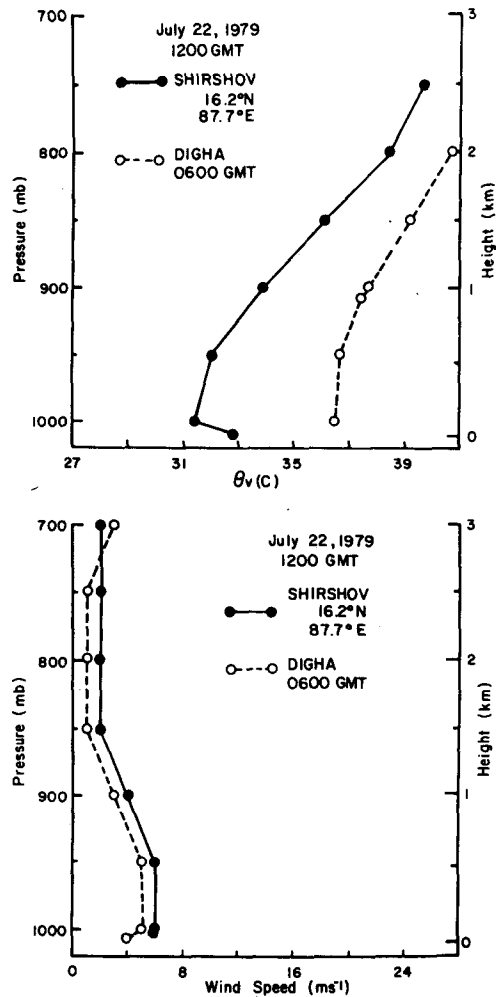 July 22, 1979
1200 GMT
SHIRSHOV
16.2°N
87.7°E
DIGHA
0600 GMT
700
800
900
1000
Pressure (mb)
3
2
1
0
Height (km)
27
31
35
39
θv(C)
July 22, 1979
1200 GMT
SHIRSHOV
16.2°N
87.7°E
DIGHA
0600 GMT
700
800
900
1000
Pressure (mb)
3
2
1
0
Height (km)
0
8
16
24
Wind Speed (ms⁻¹)